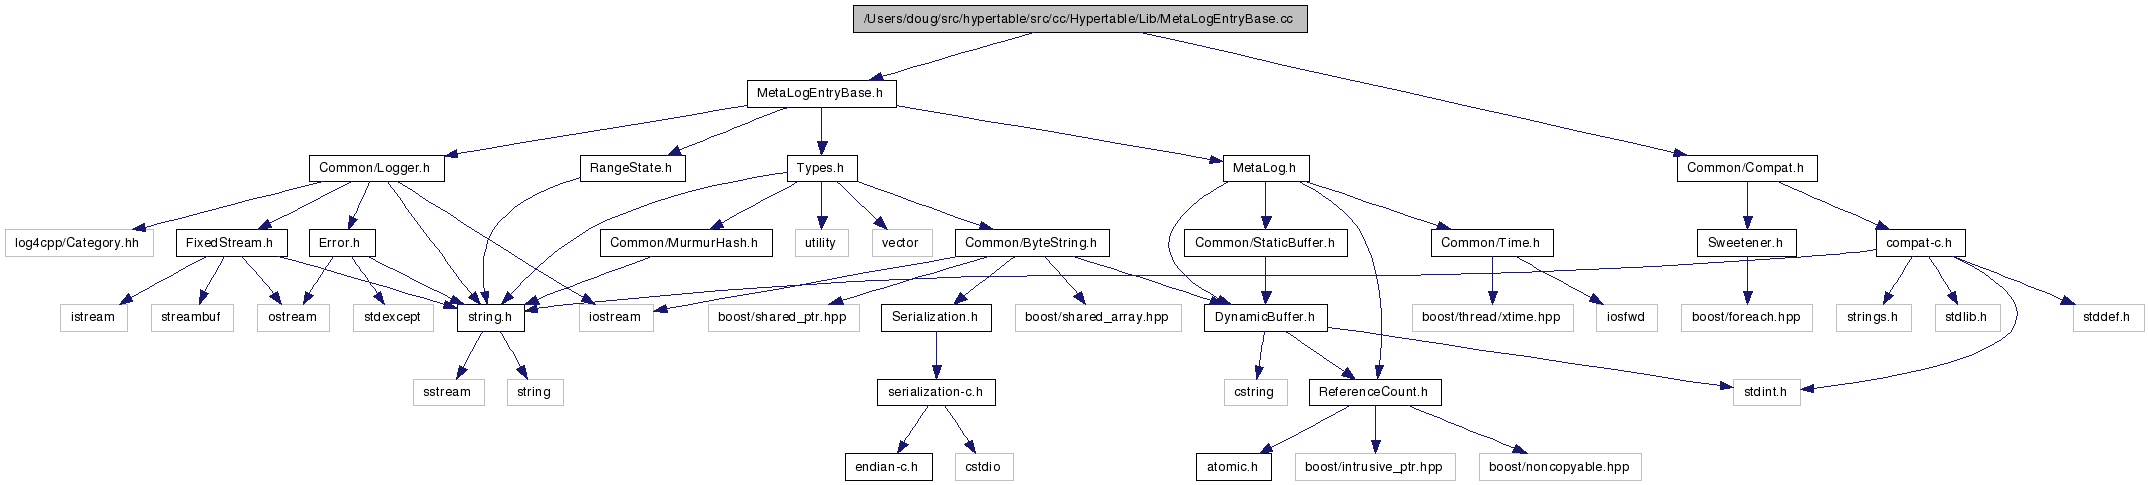 /Users/doug/src/hypertable/src/cc/Hypertable/Lib/MetaLogEntryBase.cc
MetaLogEntryBase.h
Common/Logger.h
RangeState.h
Types.h
MetaLog.h
Common/Compat.h
log4cpp/Category.hh
FixedStream.h
Error.h
Common/MurmurHash.h
utility
vector
Common/ByteString.h
Common/StaticBuffer.h
Common/Time.h
Sweetener.h
compat-c.h
istream
streambuf
ostream
stdexcept
string.h
iostream
boost/shared_ptr.hpp
Serialization.h
boost/shared_array.hpp
DynamicBuffer.h
boost/thread/xtime.hpp
iosfwd
boost/foreach.hpp
strings.h
stdlib.h
stddef.h
sstream
string
serialization-c.h
cstring
ReferenceCount.h
stdint.h
endian-c.h
cstdio
atomic.h
boost/intrusive_ptr.hpp
boost/noncopyable.hpp